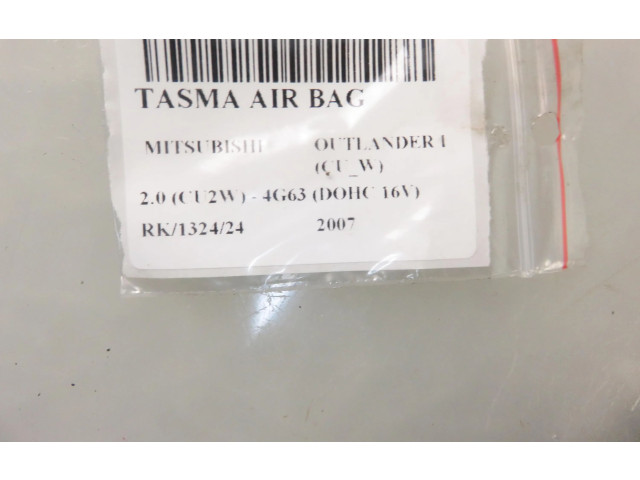 TASMA AIR BAG
MITSUBISHI OUTLANDER I
(CU_W)
2.0 (CU2W) - 4G63 (DOHC 16V)
RK/1324/24 2007